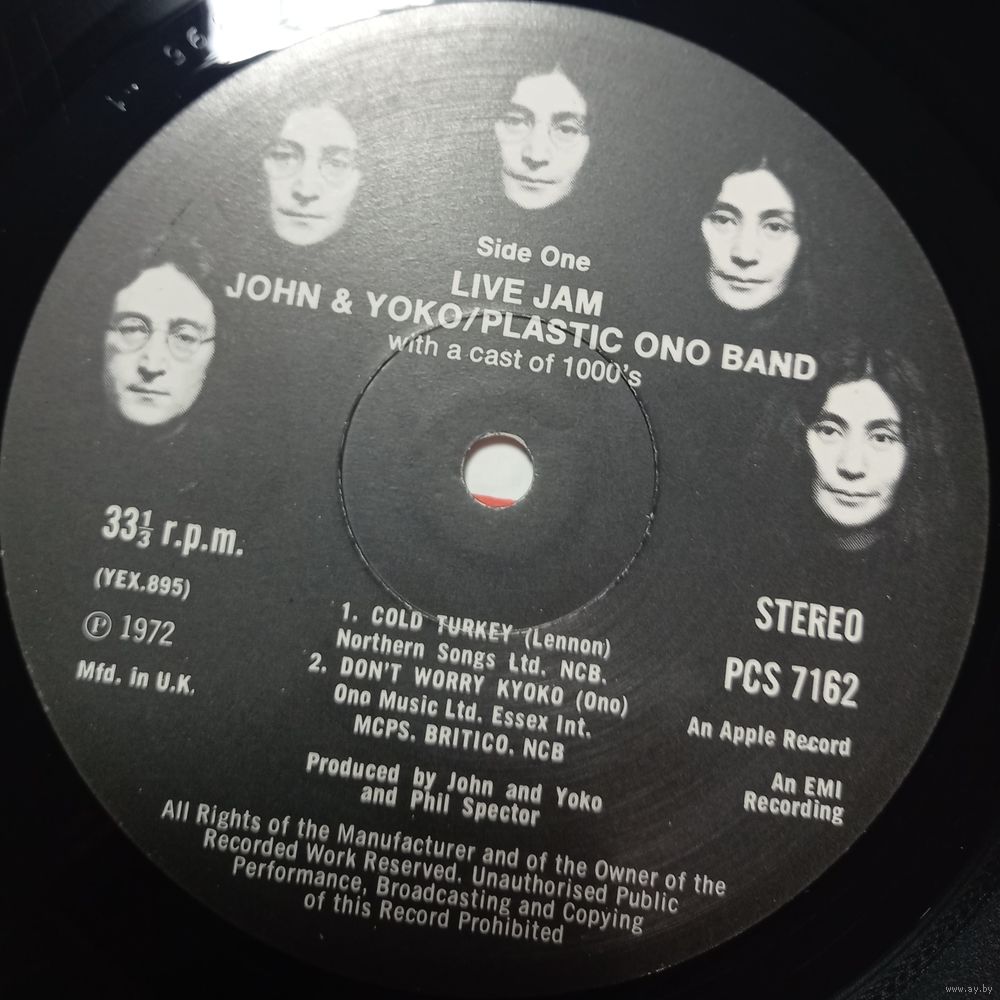 Side One
LIVE JAM
JOHN & YOKO/PLASTIC ONO BAND
with a cast of 1000's
33⅓ r.p.m.
(YEX.895)
Ⓟ 1972
Mfd. in U.K.
STEREO
PCS 7162
An Apple Record
An EMI
Recording
1. COLD TURKEY (Lennon)
Northern Songs Ltd. NCB.
2. DON'T WORRY KYOKO (Ono)
Ono Music Ltd. Essex Int.
MCPS. BRITICO. NCB
Produced by John and Yoko
and Phil Spector
All Rights of the Manufacturer and of the Owner of the
Recorded Work Reserved. Unauthorised Public
Performance, Broadcasting and Copying
of this Record Prohibited
www.ay.by